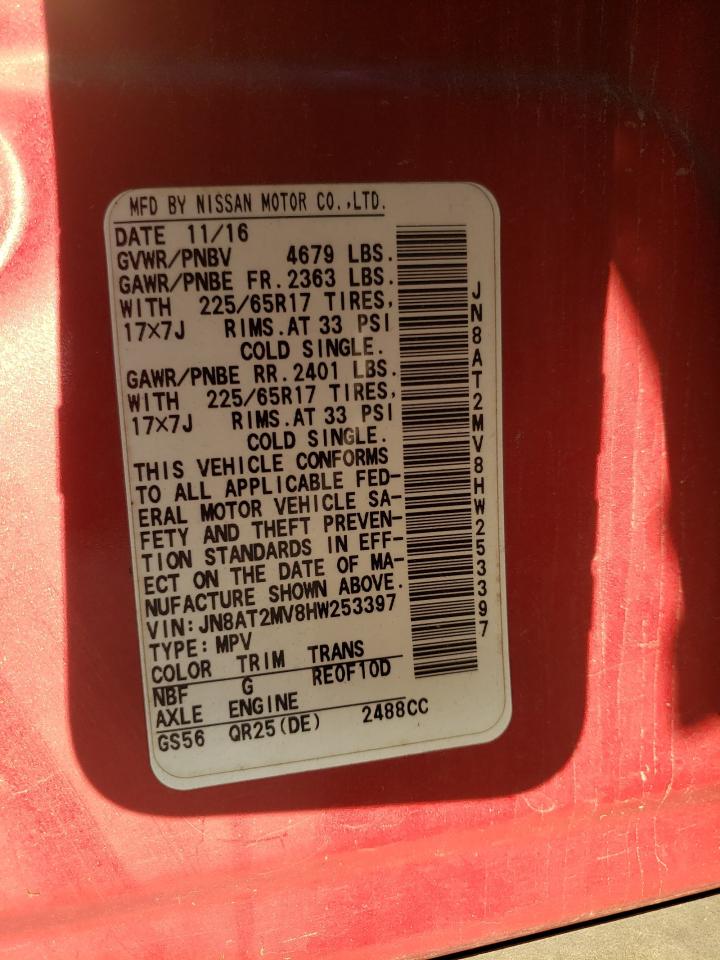 MFD BY NISSAN MOTOR CO.,LTD.
DATE 11/16
GVWR/PNBV 4679 LBS.
GAWR/PNBE FR.2363 LBS.
WITH 225/65R17 TIRES,
17×7J RIMS.AT 33 PSI
COLD SINGLE.
GAWR/PNBE RR.2401 LBS.
WITH 225/65R17 TIRES,
17×7J RIMS.AT 33 PSI
COLD SINGLE.
THIS VEHICLE CONFORMS
TO ALL APPLICABLE FED-
ERAL MOTOR VEHICLE SA-
FETY AND THEFT PREVEN-
TION STANDARDS IN EFF-
ECT ON THE DATE OF MA-
NUFACTURE SHOWN ABOVE.
VIN:JN8AT2MV8HW253397
TYPE:MPV
COLOR TRIM TRANS
NBF G RE0F10D
AXLE ENGINE
GS56 QR25(DE) 2488CC
JN8AT2MV8HW253397